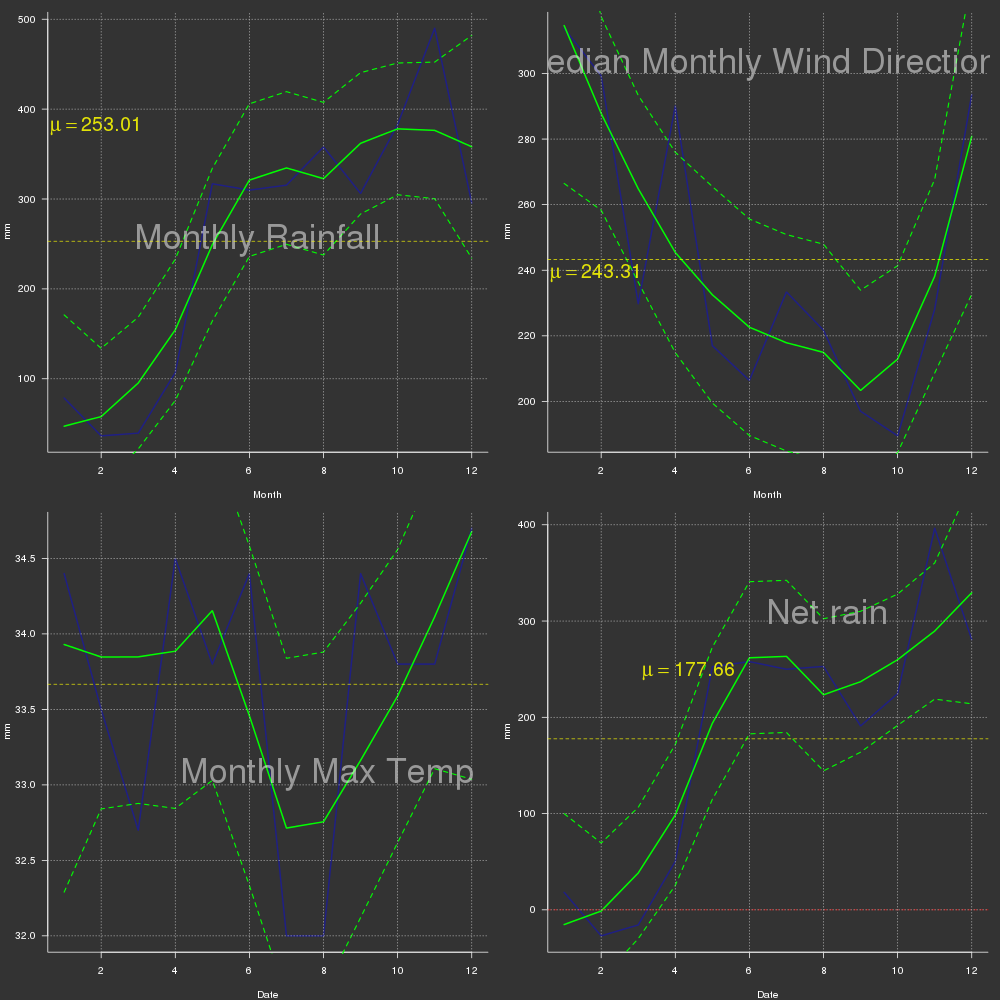 500
400
300
200
100
mm
μ = 253.01
Monthly Rainfall
2 4 6 8 10 12
Month
300
280
260
240
220
200
mm
edian Monthly Wind Direction
μ = 243.31
2 4 6 8 10 12
Month
34.5
34.0
33.5
33.0
32.5
32.0
mm
Monthly Max Temp
2 4 6 8 10 12
Date
400
300
200
100
0
mm
Net rain
μ = 177.66
2 4 6 8 10 12
Date